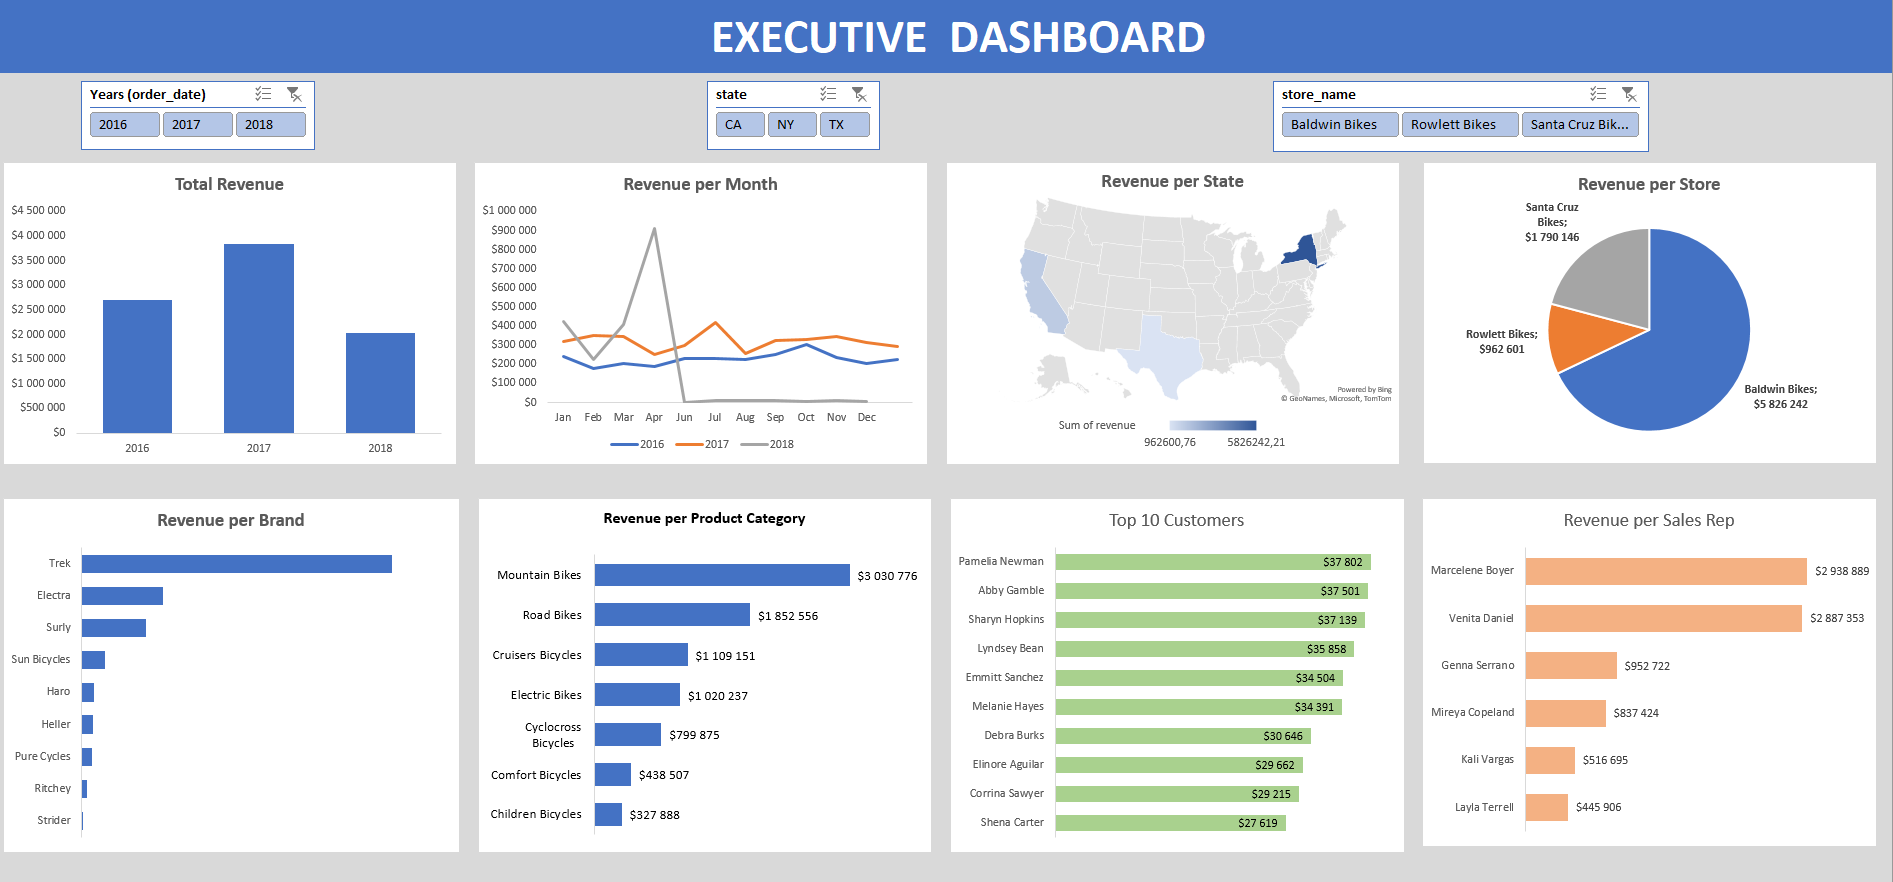 EXECUTIVE DASHBOARD
Years (order_date)
2016 2017 2018
state
CA NY TX
store_name
Baldwin Bikes Rowlett Bikes Santa Cruz Bik...
Total Revenue
$4 500 000
$4 000 000
$3 500 000
$3 000 000
$2 500 000
$2 000 000
$1 500 000
$1 000 000
$500 000
$0
2016 2017 2018
Revenue per Month
$1 000 000
$900 000
$800 000
$700 000
$600 000
$500 000
$400 000
$300 000
$200 000
$100 000
$0
Jan Feb Mar Apr Jun Jul Aug Sep Oct Nov Dec
2016 2017 2018
Revenue per State
Powered by Bing
© GeoNames, Microsoft, TomTom
Sum of revenue
962600,76 5826242,21
Revenue per Store
Santa Cruz
Bikes;
$1 790 146
Rowlett Bikes;
$962 601
Baldwin Bikes;
$5 826 242
Revenue per Brand
Trek
Electra
Surly
Sun Bicycles
Haro
Heller
Pure Cycles
Ritchey
Strider
Revenue per Product Category
Mountain Bikes $3 030 776
Road Bikes $1 852 556
Cruisers Bicycles $1 109 151
Electric Bikes $1 020 237
Cyclocross
Bicycles $799 875
Comfort Bicycles $438 507
Children Bicycles $327 888
Top 10 Customers
Pamelia Newman $37 802
Abby Gamble $37 501
Sharyn Hopkins $37 139
Lyndsey Bean $35 858
Emmitt Sanchez $34 504
Melanie Hayes $34 391
Debra Burks $30 646
Elinore Aguilar $29 662
Corrina Sawyer $29 215
Shena Carter $27 619
Revenue per Sales Rep
Marcelene Boyer $2 938 889
Venita Daniel $2 887 353
Genna Serrano $952 722
Mireya Copeland $837 424
Kali Vargas $516 695
Layla Terrell $445 906